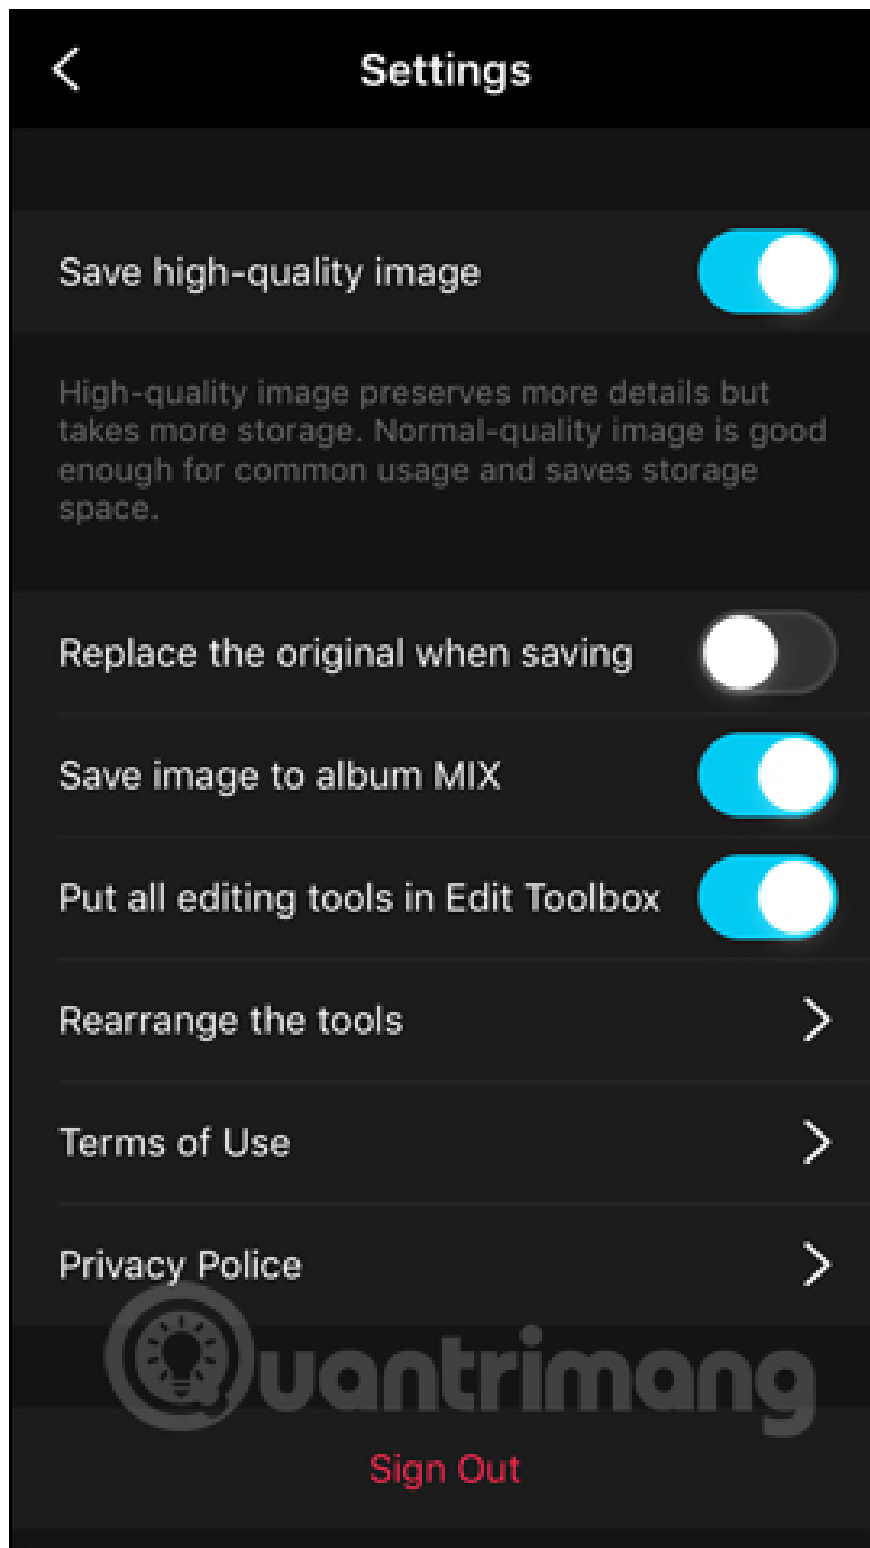 Settings
Save high-quality image
High-quality image preserves more details but
takes more storage. Normal-quality image is good
enough for common usage and saves storage
space.
Replace the original when saving
Save image to album MIX
Put all editing tools in Edit Toolbox
Rearrange the tools
Terms of Use
Privacy Police
Quantrimang
Sign Out